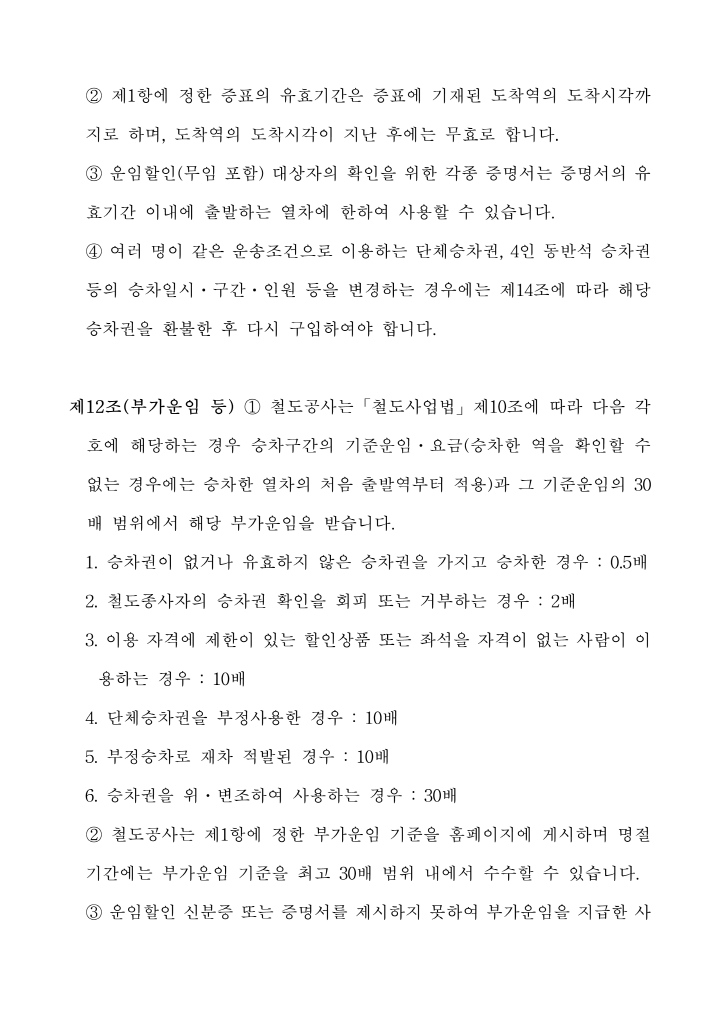 ② 제1항에 정한 증표의 유효기간은 증표에 기재된 도착역의 도착시각까
지로 하며, 도착역의 도착시각이 지난 후에는 무효로 합니다.
③ 운임할인(무임 포함) 대상자의 확인을 위한 각종 증명서는 증명서의 유
효기간 이내에 출발하는 열차에 한하여 사용할 수 있습니다.
④ 여러 명이 같은 운송조건으로 이용하는 단체승차권, 4인 동반석 승차권
등의 승차일시・구간・인원 등을 변경하는 경우에는 제14조에 따라 해당
승차권을 환불한 후 다시 구입하여야 합니다.
제12조(부가운임 등) ① 철도공사는「철도사업법」제10조에 따라 다음 각
호에 해당하는 경우 승차구간의 기준운임・요금(승차한 역을 확인할 수
없는 경우에는 승차한 열차의 처음 출발역부터 적용)과 그 기준운임의 30
배 범위에서 해당 부가운임을 받습니다.
1. 승차권이 없거나 유효하지 않은 승차권을 가지고 승차한 경우 : 0.5배
2. 철도종사자의 승차권 확인을 회피 또는 거부하는 경우 : 2배
3. 이용 자격에 제한이 있는 할인상품 또는 좌석을 자격이 없는 사람이 이
용하는 경우 : 10배
4. 단체승차권을 부정사용한 경우 : 10배
5. 부정승차로 재차 적발된 경우 : 10배
6. 승차권을 위・변조하여 사용하는 경우 : 30배
② 철도공사는 제1항에 정한 부가운임 기준을 홈페이지에 게시하며 명절
기간에는 부가운임 기준을 최고 30배 범위 내에서 수수할 수 있습니다.
③ 운임할인 신분증 또는 증명서를 제시하지 못하여 부가운임을 지급한 사